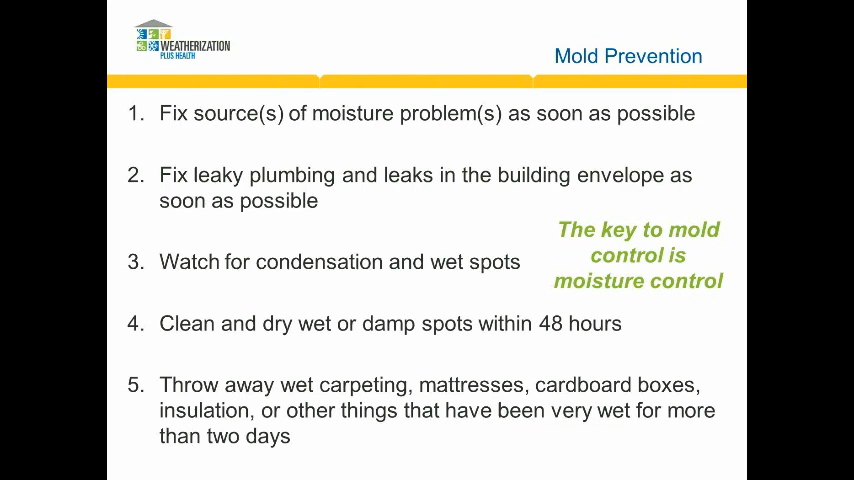 WEATHERIZATION
PLUS HEALTH
Mold Prevention
1. Fix source(s) of moisture problem(s) as soon as possible
2. Fix leaky plumbing and leaks in the building envelope as
soon as possible
The key to mold
control is
moisture control
3. Watch for condensation and wet spots
4. Clean and dry wet or damp spots within 48 hours
5. Throw away wet carpeting, mattresses, cardboard boxes,
insulation, or other things that have been very wet for more
than two days